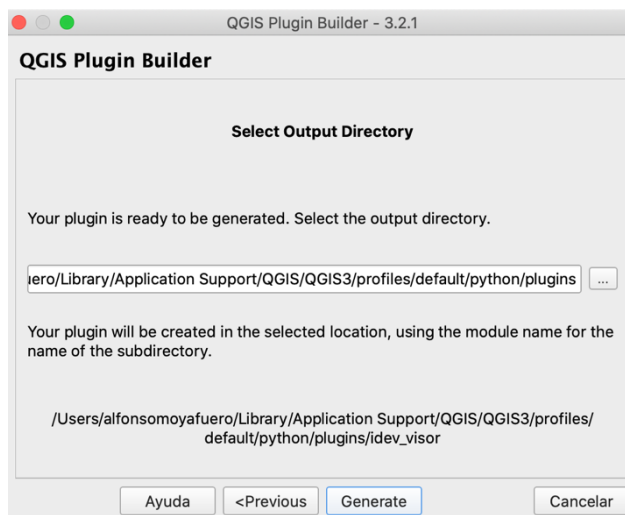 QGIS Plugin Builder - 3.2.1
QGIS Plugin Builder
Select Output Directory
Your plugin is ready to be generated. Select the output directory.
uero/Library/Application Support/QGIS/QGIS3/profiles/default/python/plugins ...
Your plugin will be created in the selected location, using the module name for the
name of the subdirectory.
/Users/alfonsomoyafuero/Library/Application Support/QGIS/QGIS3/profiles/
default/python/plugins/idev_visor
Ayuda <Previous Generate Cancelar